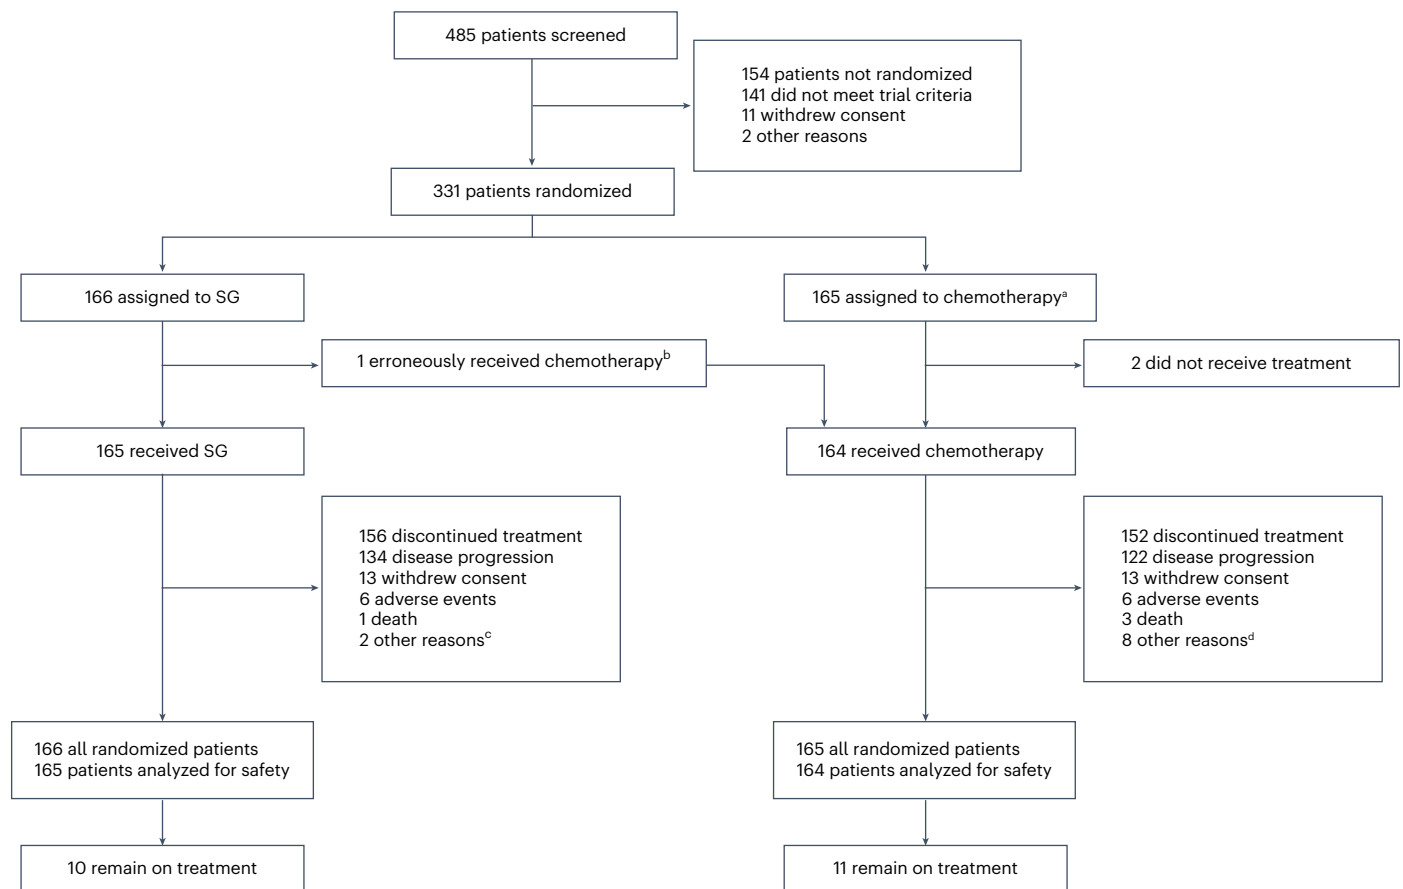 485 patients screened
154 patients not randomized
141 did not meet trial criteria
11 withdrew consent
2 other reasons
331 patients randomized
166 assigned to SG
165 assigned to chemotherapyᵃ
1 erroneously received chemotherapyᵇ
2 did not receive treatment
165 received SG
164 received chemotherapy
156 discontinued treatment
134 disease progression
13 withdrew consent
6 adverse events
1 death
2 other reasonsᶜ
152 discontinued treatment
122 disease progression
13 withdrew consent
6 adverse events
3 death
8 other reasonsᵈ
166 all randomized patients
165 patients analyzed for safety
165 all randomized patients
164 patients analyzed for safety
10 remain on treatment
11 remain on treatment